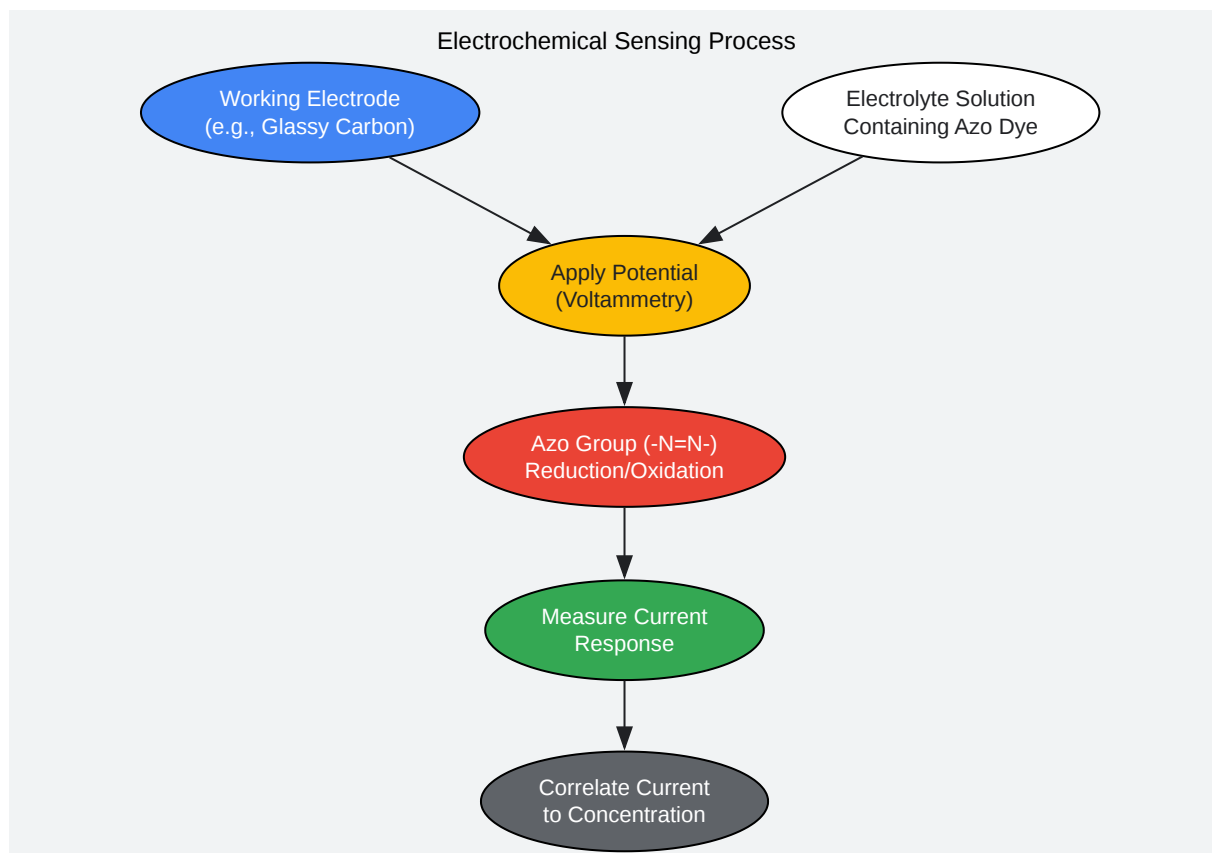 Electrochemical Sensing Process
Working Electrode
(e.g., Glassy Carbon)
Electrolyte Solution
Containing Azo Dye
Apply Potential
(Voltammetry)
Azo Group (-N=N-)
Reduction/Oxidation
Measure Current
Response
Correlate Current
to Concentration